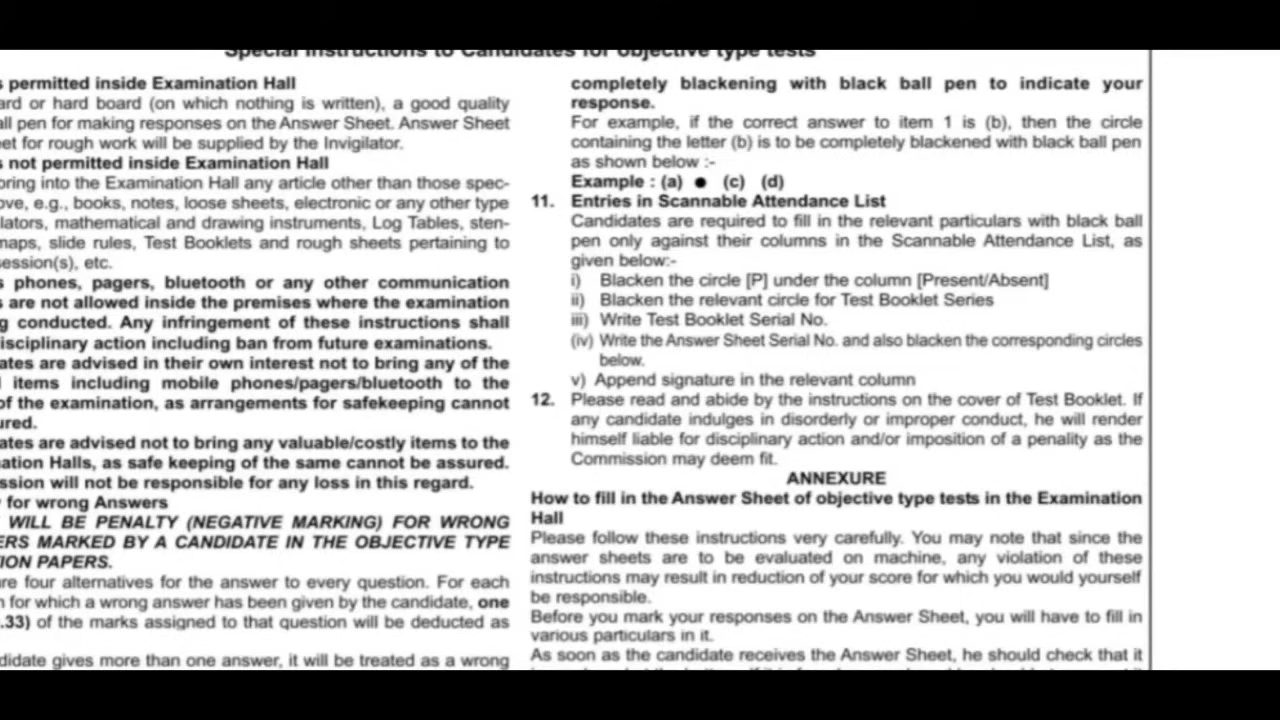 Special Instructions to Candidates for objective type tests
s permitted inside Examination Hall
ard or hard board (on which nothing is written), a good quality
all pen for making responses on the Answer Sheet. Answer Sheet
et for rough work will be supplied by the Invigilator.
s not permitted inside Examination Hall
bring into the Examination Hall any article other than those spec-
ove, e.g., books, notes, loose sheets, electronic or any other type
lators, mathematical and drawing instruments, Log Tables, sten-
maps, slide rules, Test Booklets and rough sheets pertaining to
session(s), etc.
s phones, pagers, bluetooth or any other communication
s are not allowed inside the premises where the examination
g conducted. Any infringement of these instructions shall
disciplinary action including ban from future examinations.
ates are advised in their own interest not to bring any of the
d items including mobile phones/pagers/bluetooth to the
of the examination, as arrangements for safekeeping cannot
ured.
ates are advised not to bring any valuable/costly items to the
nation Halls, as safe keeping of the same cannot be assured.
ission will not be responsible for any loss in this regard.
y for wrong Answers
WILL BE PENALTY (NEGATIVE MARKING) FOR WRONG
ERS MARKED BY A CANDIDATE IN THE OBJECTIVE TYPE
ION PAPERS.
re four alternatives for the answer to every question. For each
n for which a wrong answer has been given by the candidate, one
.33) of the marks assigned to that question will be deducted as
didate gives more than one answer, it will be treated as a wrong
completely blackening with black ball pen to indicate your
response.
For example, if the correct answer to item 1 is (b), then the circle
containing the letter (b) is to be completely blackened with black ball pen
as shown below :-
Example : (a) ● (c) (d)
11. Entries in Scannable Attendance List
Candidates are required to fill in the relevant particulars with black ball
pen only against their columns in the Scannable Attendance List, as
given below:-
i) Blacken the circle [P] under the column [Present/Absent]
ii) Blacken the relevant circle for Test Booklet Series
iii) Write Test Booklet Serial No.
(iv) Write the Answer Sheet Serial No. and also blacken the corresponding circles
below.
v) Append signature in the relevant column
12. Please read and abide by the instructions on the cover of Test Booklet. If
any candidate indulges in disorderly or improper conduct, he will render
himself liable for disciplinary action and/or imposition of a penality as the
Commission may deem fit.
ANNEXURE
How to fill in the Answer Sheet of objective type tests in the Examination
Hall
Please follow these instructions very carefully. You may note that since the
answer sheets are to be evaluated on machine, any violation of these
instructions may result in reduction of your score for which you would yourself
be responsible.
Before you mark your responses on the Answer Sheet, you will have to fill in
various particulars in it.
As soon as the candidate receives the Answer Sheet, he should check that it